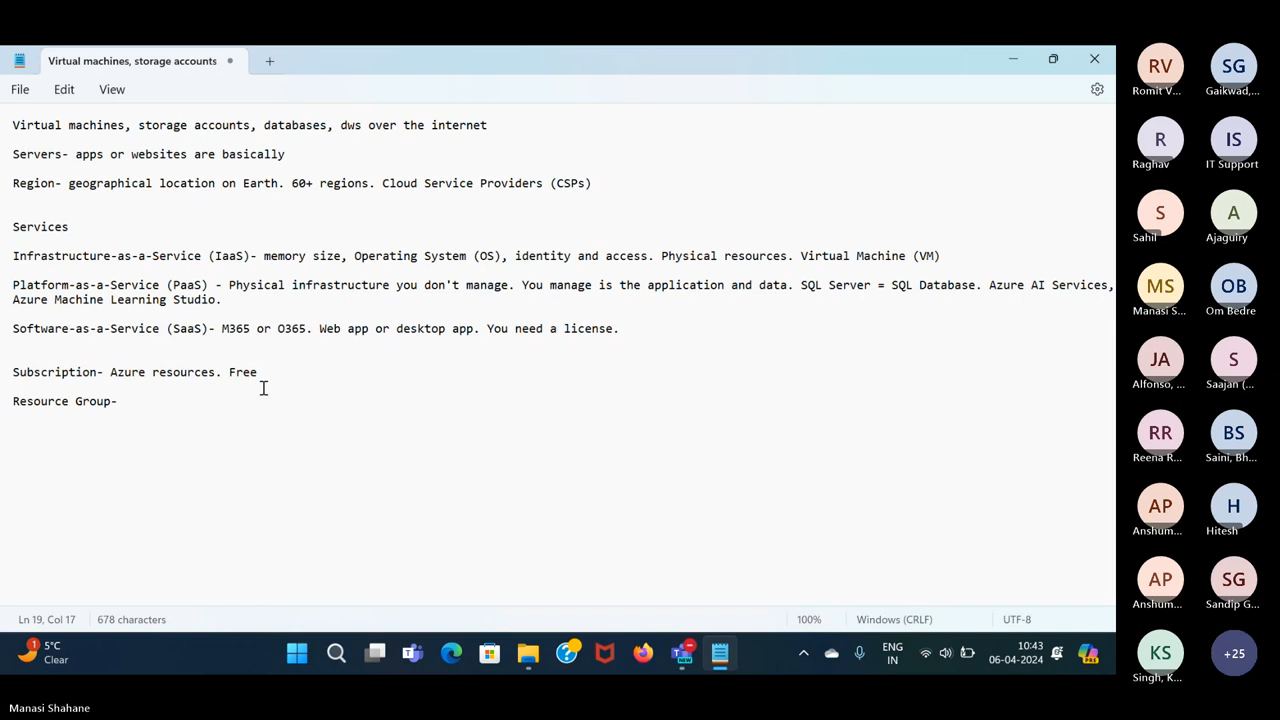 Virtual machines, storage accounts
File Edit View
Virtual machines, storage accounts, databases, dws over the internet
Servers- apps or websites are basically
Region- geographical location on Earth. 60+ regions. Cloud Service Providers (CSPs)
Services
Infrastructure-as-a-Service (IaaS)- memory size, Operating System (OS), identity and access. Physical resources. Virtual Machine (VM)
Platform-as-a-Service (PaaS) - Physical infrastructure you don't manage. You manage is the application and data. SQL Server = SQL Database. Azure AI Services,
Azure Machine Learning Studio.
Software-as-a-Service (SaaS)- M365 or O365. Web app or desktop app. You need a license.
Subscription- Azure resources. Free
Resource Group-
Ln 19, Col 17 678 characters 100% Windows (CRLF) UTF-8
1 5°C
Clear
NEW
ENG
IN
10:43
06-04-2024
PRE
RV SG
Romit V... Gaikwad,...
R IS
Raghav IT Support
S A
Sahil Ajaguiry
MS OB
Manasi S... Om Bedre
JA S
Alfonso, ... Saajan (...
RR BS
Reena R... Saini, Bh...
AP H
Anshum... Hitesh
AP SG
Anshum... Sandip G...
KS +25
Singh, K...
Manasi Shahane